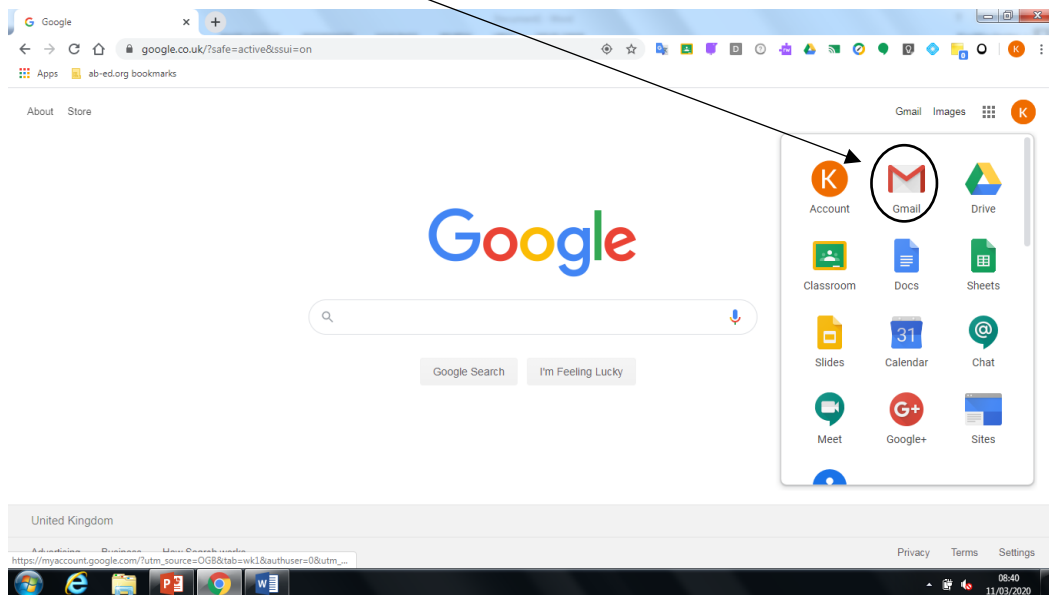 Google
google.co.uk/?safe=active&ssui=on
K
Apps ab-ed.org bookmarks
About Store
Gmail Images K
K
Account Gmail Drive
Google
Classroom Docs Sheets
31
Slides Calendar Chat
Google Search I'm Feeling Lucky
G+
Meet Google+ Sites
United Kingdom
https://myaccount.google.com/?utm_source=OGB&tab=wk1&authuser=0&utm_...
Privacy Terms Settings
08:40
11/03/2020